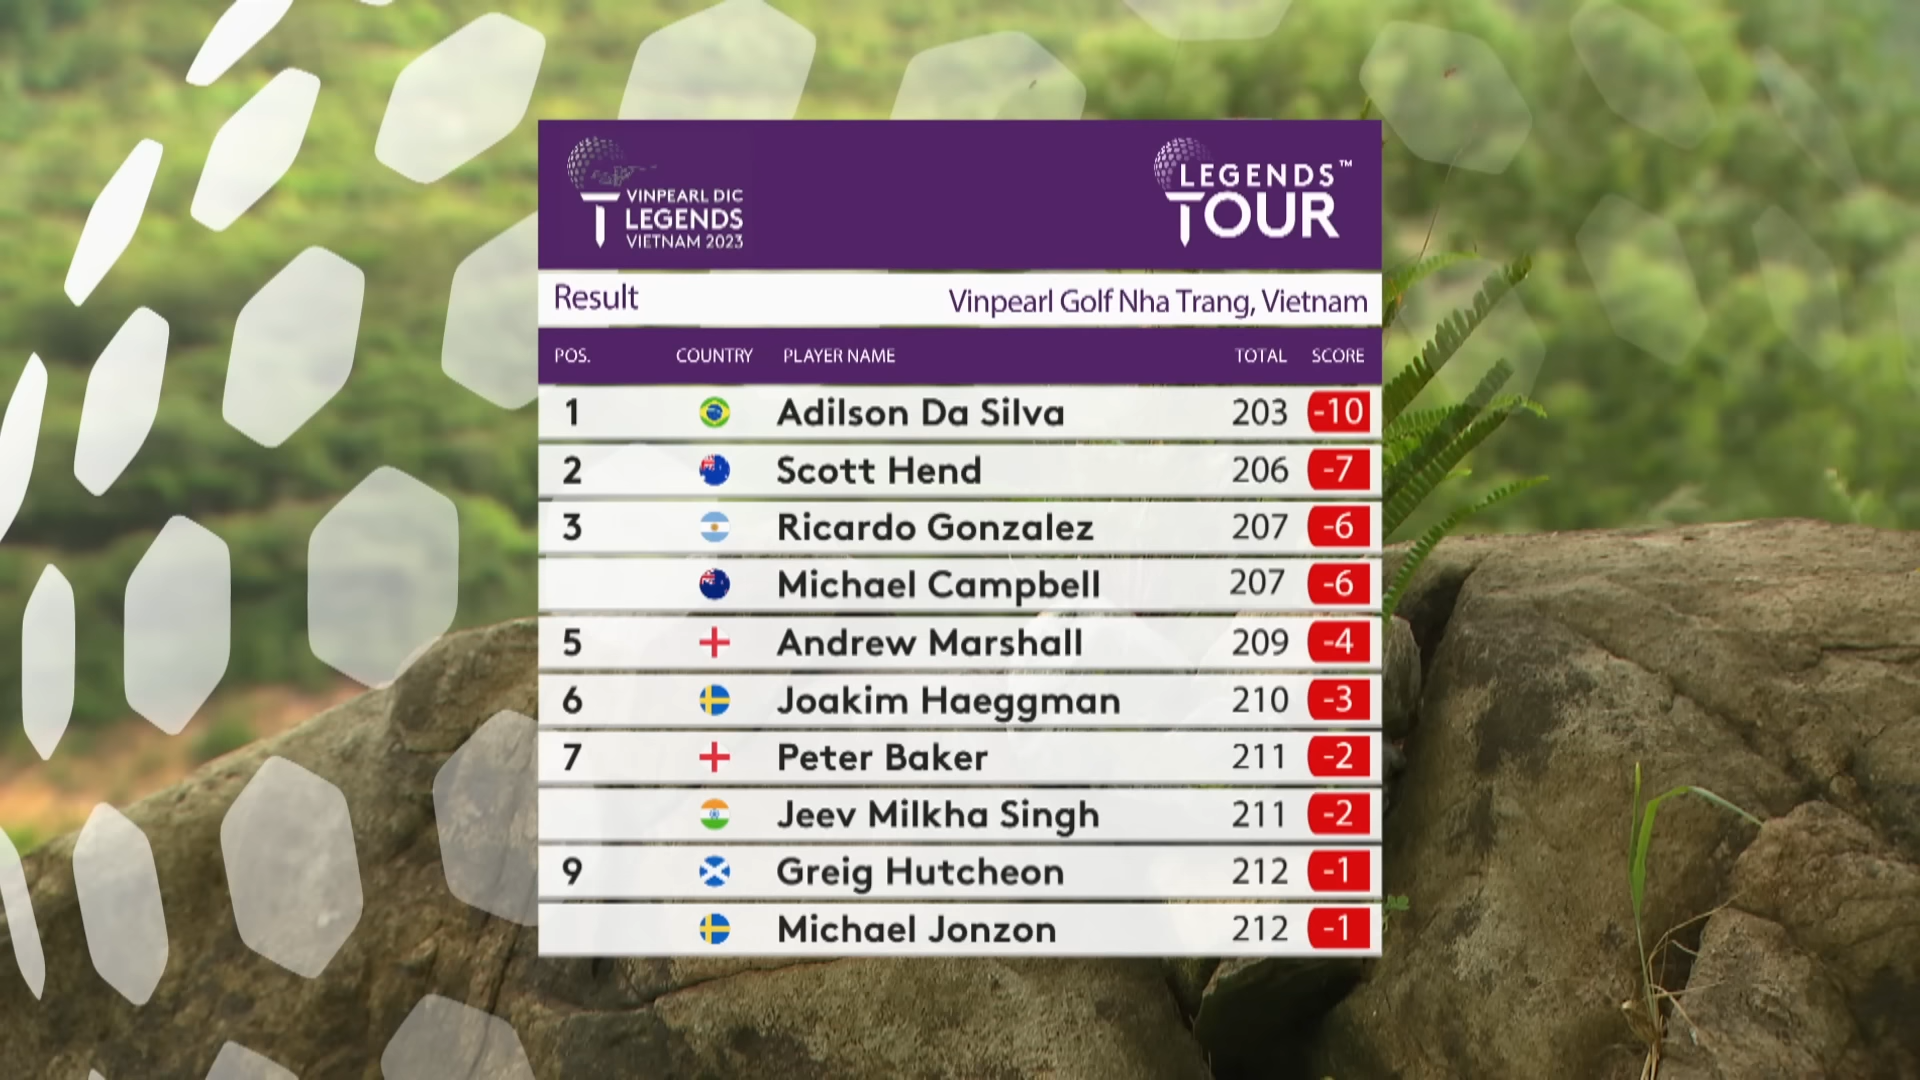 VINPEARL DIC
LEGENDS
VIETNAM 2023
LEGENDS™
TOUR
Result Vinpearl Golf Nha Trang, Vietnam
POS. COUNTRY PLAYER NAME TOTAL SCORE
1 Adilson Da Silva 203 -10
2 Scott Hend 206 -7
3 Ricardo Gonzalez 207 -6
Michael Campbell 207 -6
5 Andrew Marshall 209 -4
6 Joakim Haeggman 210 -3
7 Peter Baker 211 -2
Jeev Milkha Singh 211 -2
9 Greig Hutcheon 212 -1
Michael Jonzon 212 -1